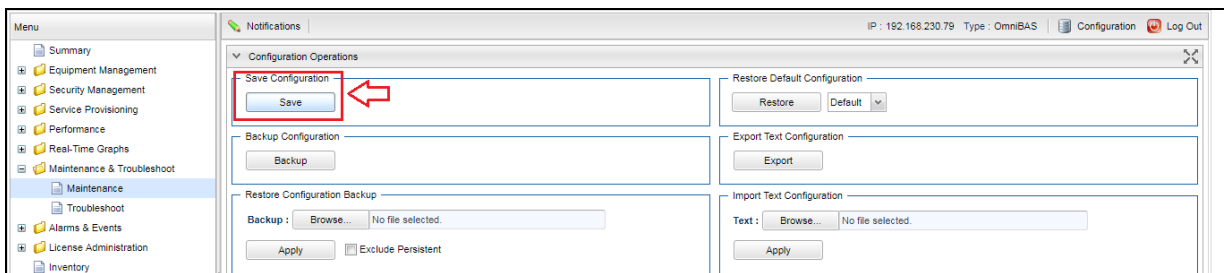 Menu
Summary
Equipment Management
Security Management
Service Provisioning
Performance
Real-Time Graphs
Maintenance & Troubleshoot
Maintenance
Troubleshoot
Alarms & Events
License Administration
Inventory
Notifications
IP : 192.168.230.79 Type : OmniBAS
Configuration
Log Out
Configuration Operations
Save Configuration
Save
Restore Default Configuration
Restore Default
Backup Configuration
Backup
Export Text Configuration
Export
Restore Configuration Backup
Backup : Browse... No file selected.
Apply Exclude Persistent
Import Text Configuration
Text : Browse... No file selected.
Apply